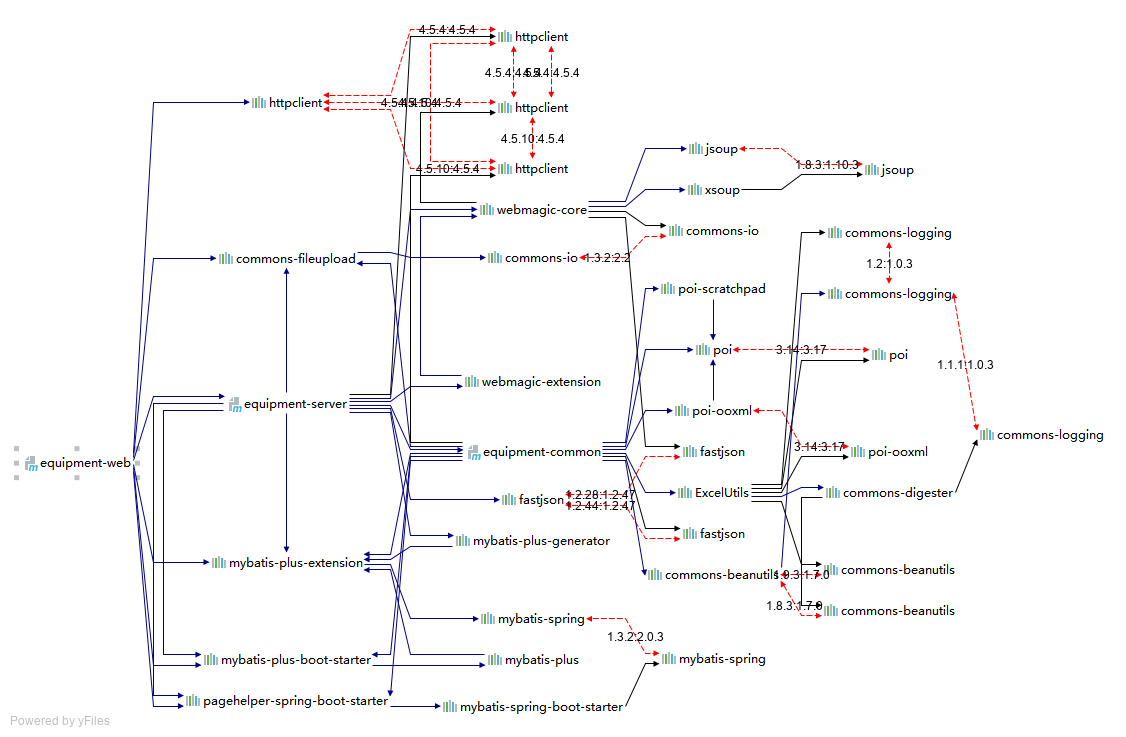 4.5.4:4.5.4
httpclient
4.5.4:4.5.4
httpclient
httpclient
4.5.10:4.5.4
4.5.10:4.5.4
httpclient
jsoup
1.8.3:1.10.3
jsoup
xsoup
webmagic-core
commons-io
commons-logging
commons-fileupload
commons-io
1.3.2:2.2
1.2:1.0.3
poi-scratchpad
commons-logging
poi
3.14:3.17
poi
1.1.1:1.0.3
webmagic-extension
equipment-server
poi-ooxml
commons-logging
3.14:3.17
equipment-common
fastjson
poi-ooxml
equipment-web
1.2.28:1.2.47
fastjson
ExcelUtils
commons-digester
1.2.44:1.2.47
mybatis-plus-generator
fastjson
mybatis-plus-extension
commons-beanutils
1.9.3:1.7.0
commons-beanutils
1.8.3:1.7.0
commons-beanutils
mybatis-spring
1.3.2:2.0.3
mybatis-plus-boot-starter
mybatis-plus
mybatis-spring
pagehelper-spring-boot-starter
mybatis-spring-boot-starter
Powered by yFiles